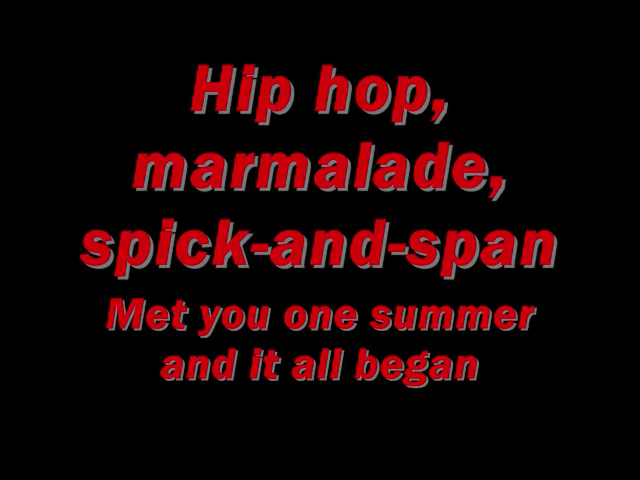 Hip hop,
marmalade,
spick-and-span
Met you one summer
and it all began